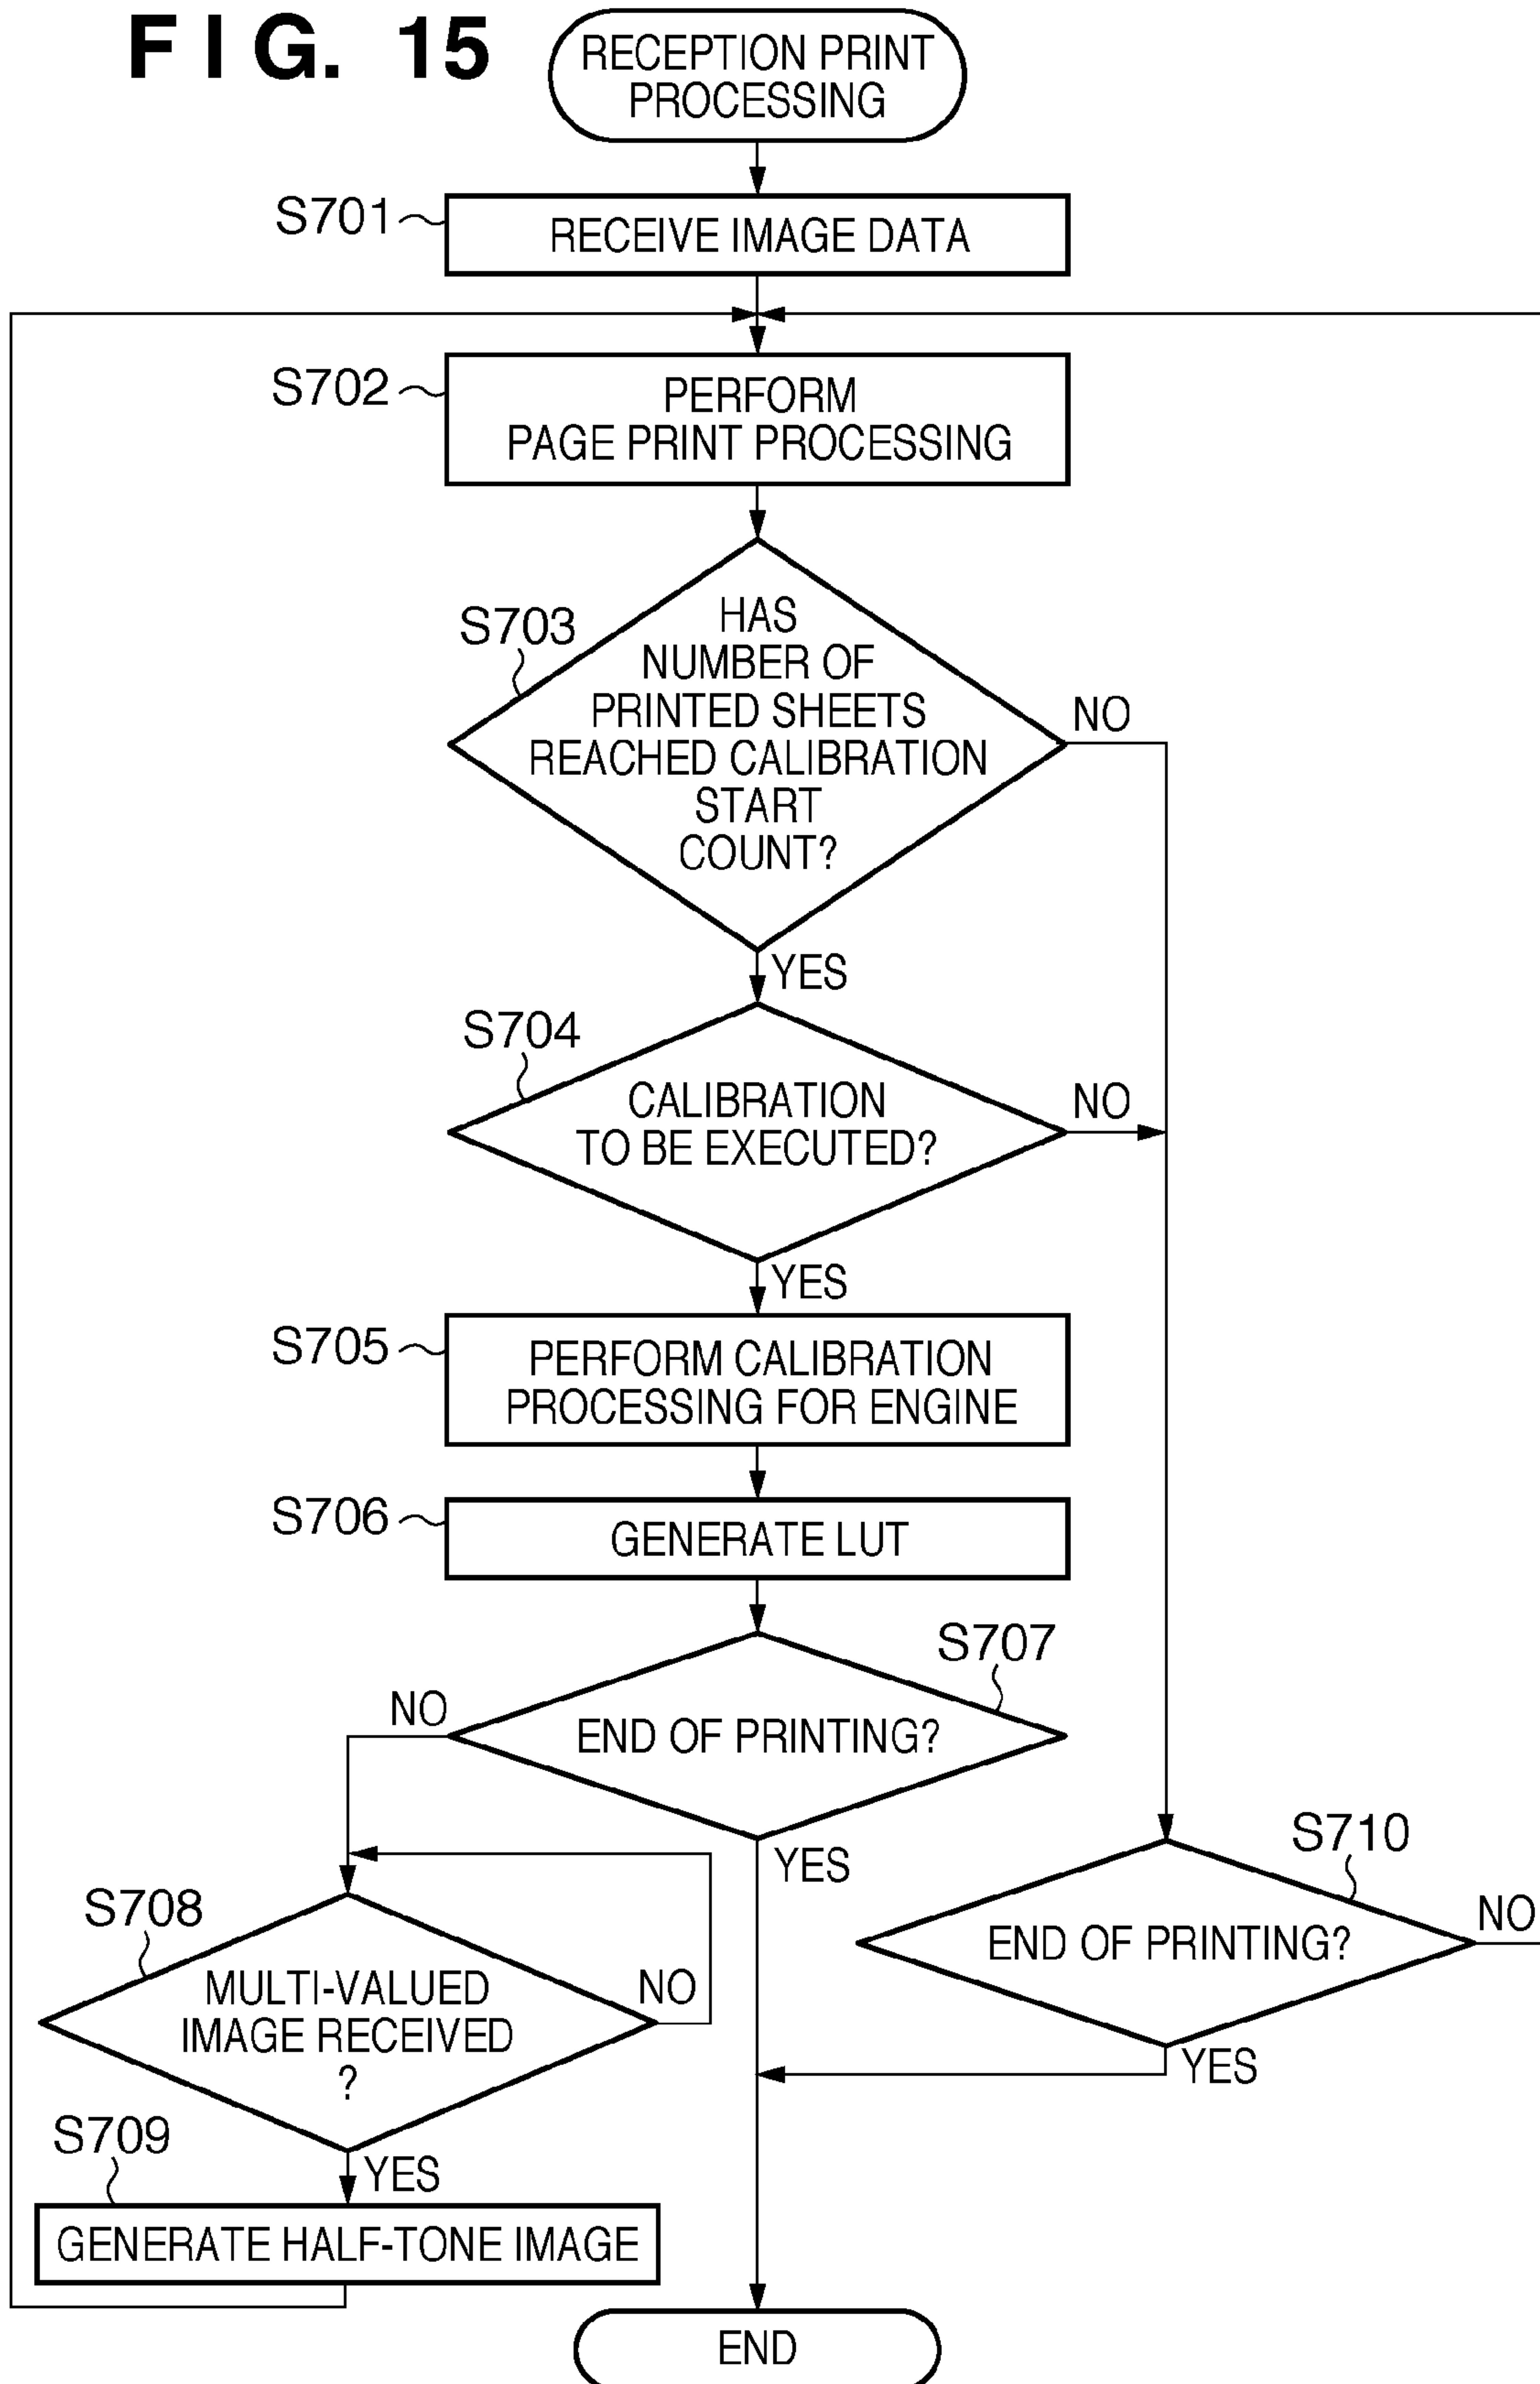 FIG. 15
RECEPTION PRINT
PROCESSING
S701
RECEIVE IMAGE DATA
S702
PERFORM
PAGE PRINT PROCESSING
S703
HAS
NUMBER OF
PRINTED SHEETS
REACHED CALIBRATION
START
COUNT?
NO
YES
S704
CALIBRATION
TO BE EXECUTED?
NO
YES
S705
PERFORM CALIBRATION
PROCESSING FOR ENGINE
S706
GENERATE LUT
S707
NO
END OF PRINTING?
YES
S710
END OF PRINTING?
NO
YES
S708
MULTI-VALUED
IMAGE RECEIVED
?
NO
YES
S709
GENERATE HALF-TONE IMAGE
END